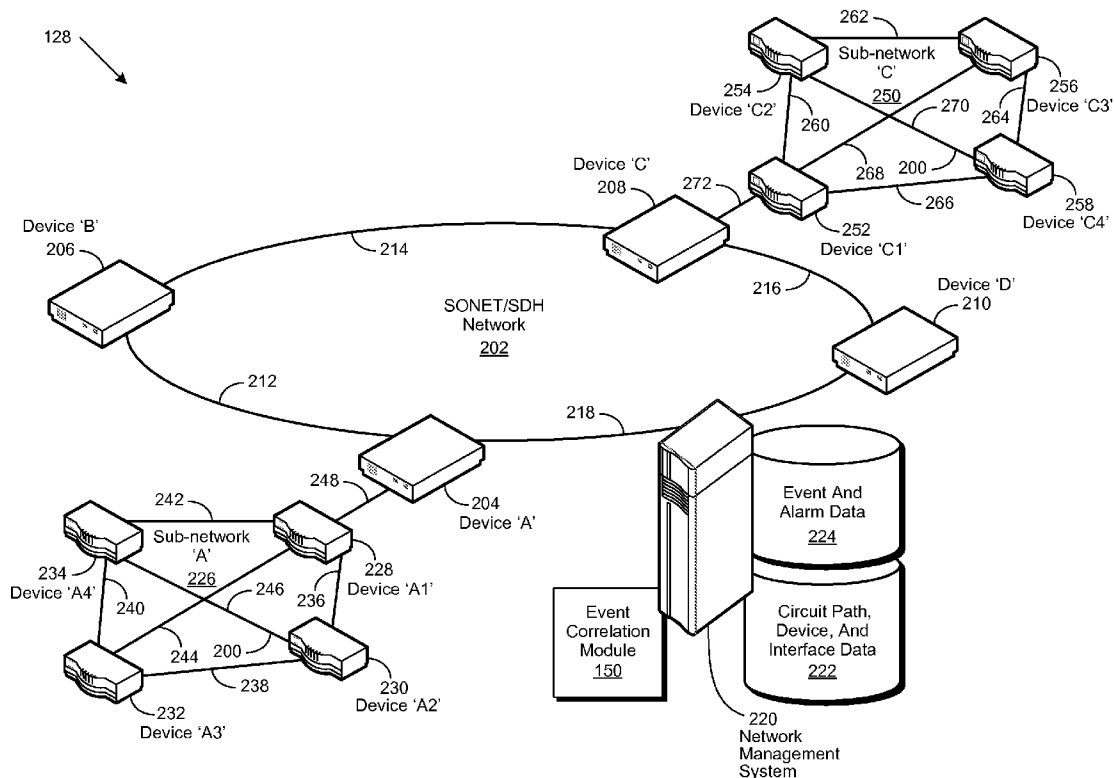 128
262
Sub-network
'C'
250
254
Device 'C2'
256
Device 'C3'
260
270
264
268
200
258
Device 'C4'
266
252
Device 'C1'
Device 'C'
208
272
Device 'B'
206
214
216
Device 'D'
210
SONET/SDH
Network
202
212
218
248
204
Device 'A'
242
Sub-network
'A'
226
234
Device 'A4'
228
Device 'A1'
240
246
236
244
200
238
230
Device 'A2'
232
Device 'A3'
Event And
Alarm Data
224
Event
Correlation
Module
150
Circuit Path,
Device, And
Interface Data
222
220
Network
Management
System